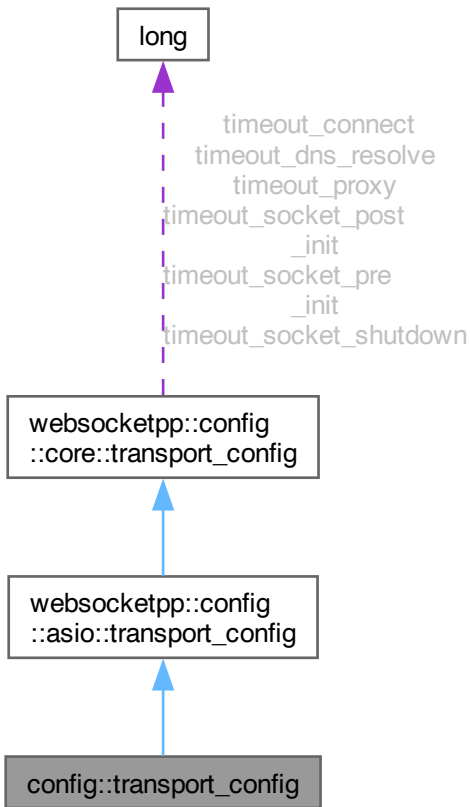 long
timeout_connect
timeout_dns_resolve
timeout_proxy
timeout_socket_post
_init
timeout_socket_pre
_init
timeout_socket_shutdown
websocketpp::config
::core::transport_config
websocketpp::config
::asio::transport_config
config::transport_config